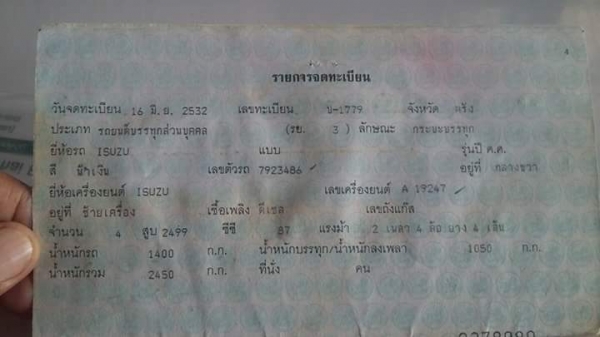 รายการจดทะเบียน
วันจดทะเบียน 16 มิ.ย. 2532 เลขทะเบียน บ-1779 จังหวัด ตรัง
ประเภท รถยนต์บรรทุกส่วนบุคคล (รย. 3 ) ลักษณะ กระบะบรรทุก
ยี่ห้อรถ ISUZU แบบ รุ่นปี ค.ศ.
สี น้ำเงิน เลขตัวรถ 7923486 อยู่ที่ กลางขวา
ยี่ห้อเครื่องยนต์ ISUZU เลขเครื่องยนต์ A 19247
อยู่ที่ ซ้ายเครื่อง เชื้อเพลิง ดีเซล เลขถังแก๊ส
จำนวน 4 สูบ 2499 ซีซี 87 แรงม้า 2 เพลา 4 ล้อ ยาง 4 เส้น
น้ำหนักรถ 1400 ก.ก. น้ำหนักบรรทุก/น้ำหนักลงเพลา 1050 ก.ก.
น้ำหนักรวม 2450 ก.ก. ที่นั่ง คน